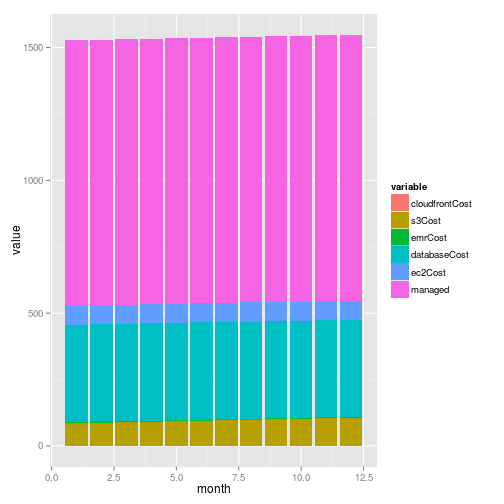 1500
1000
500
0
value
0.0 2.5 5.0 7.5 10.0 12.5
month
variable
cloudfrontCost
s3Cost
emrCost
databaseCost
ec2Cost
managed